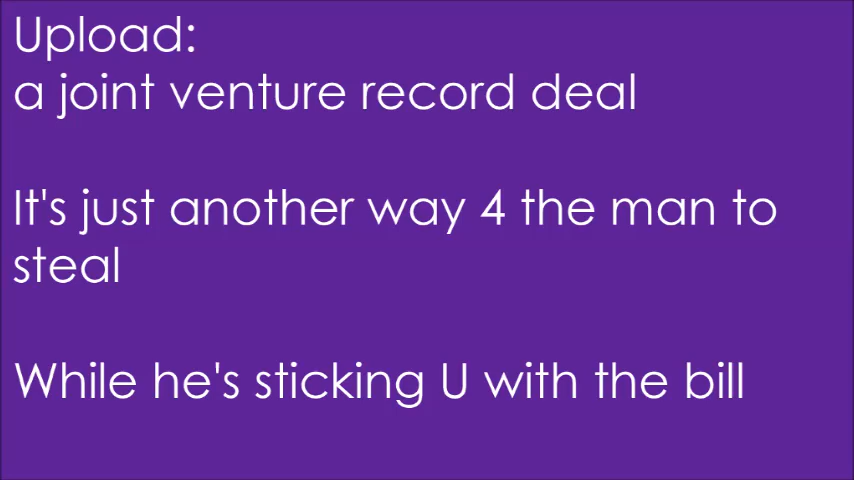 Upload:
a joint venture record deal
It's just another way 4 the man to
steal
While he's sticking U with the bill